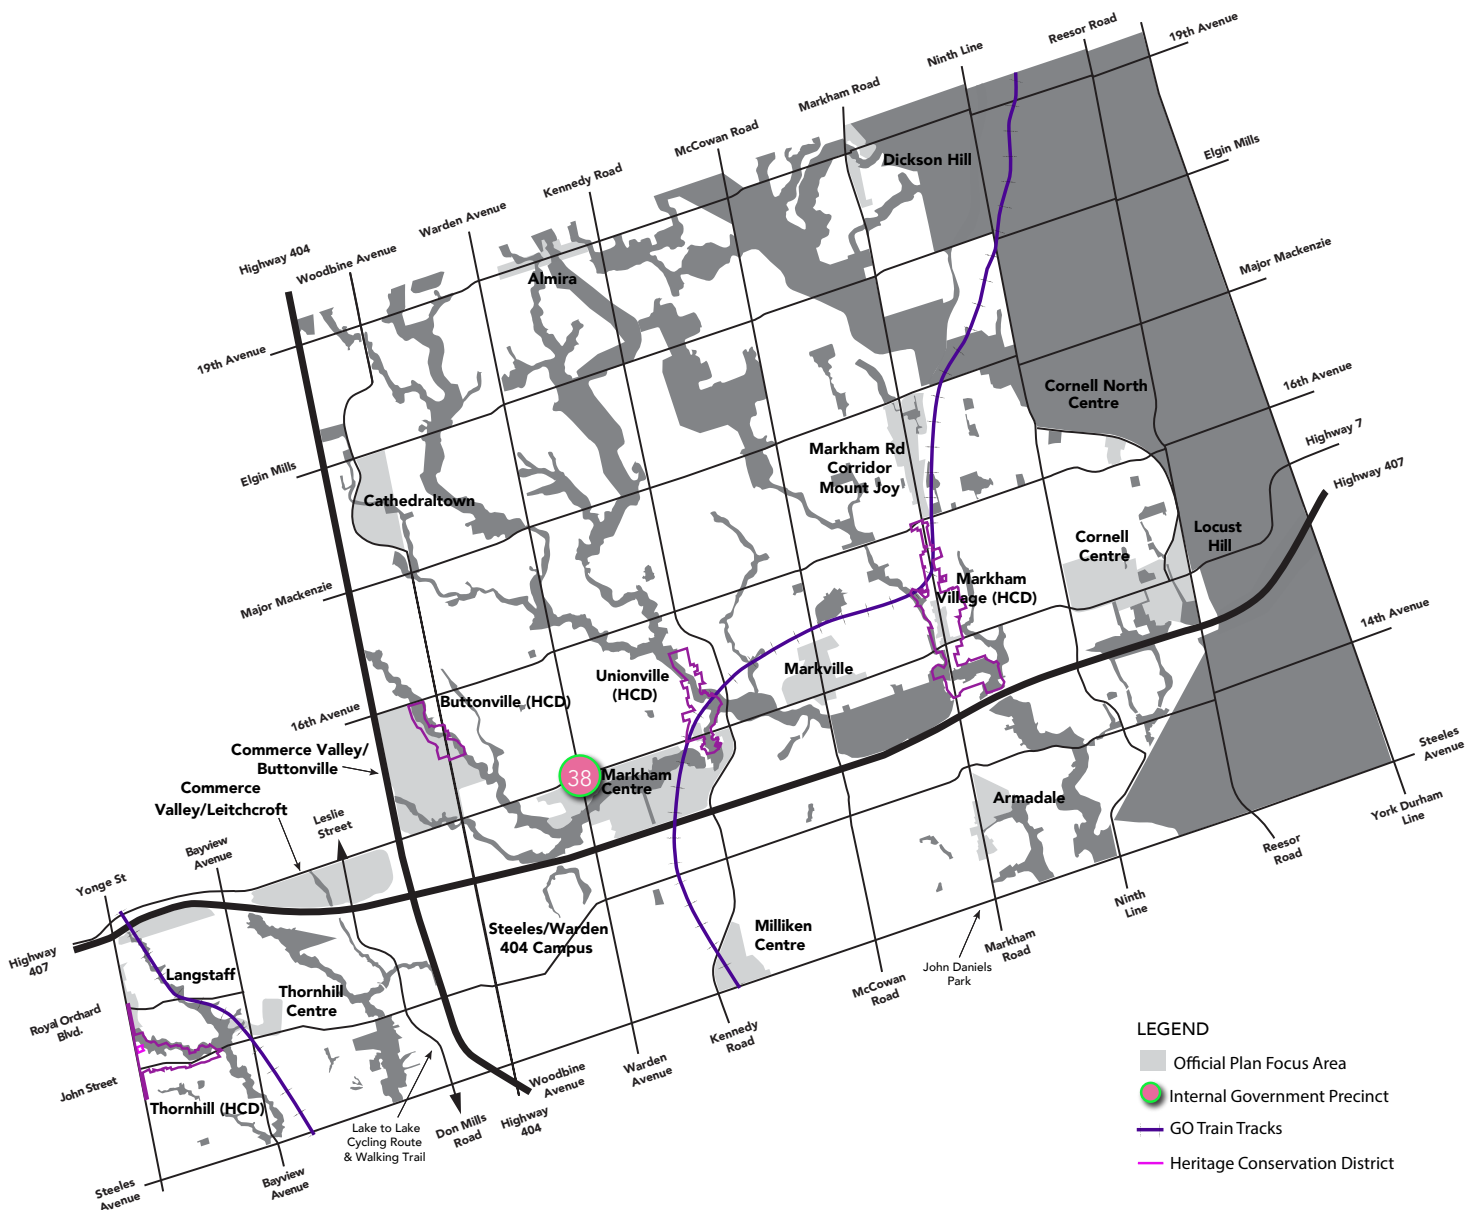 19th Avenue
Reesor Road
Ninth Line
Markham Road
McCowan Road
Kennedy Road
Warden Avenue
Woodbine Avenue
Highway 404
Elgin Mills
Dickson Hill
Major Mackenzie
Almira
19th Avenue
16th Avenue
Cornell North
Centre
Highway 7
Highway 407
Markham Rd
Corridor
Mount Joy
Elgin Mills
Cathedraltown
Locust
Hill
Cornell
Centre
Major Mackenzie
Markham
Village (HCD)
14th Avenue
Unionville
(HCD)
Markville
Buttonville (HCD)
16th Avenue
Commerce Valley/
Buttonville
38
Markham
Centre
Steeles
Avenue
Commerce
Valley/Leitchcroft
Armadale
York Durham
Line
Leslie
Street
Bayview
Avenue
Reesor
Road
Yonge St
Ninth
Line
Steeles/Warden
404 Campus
Milliken
Centre
Markham
Road
Highway
407
John Daniels
Park
Langstaff
McCowan
Road
Thornhill
Centre
Royal Orchard
Blvd.
Kennedy
Road
LEGEND
Official Plan Focus Area
Internal Government Precinct
GO Train Tracks
Heritage Conservation District
Warden
Avenue
Woodbine
Avenue
John Street
Thornhill (HCD)
Highway
404
Don Mills
Road
Lake to Lake
Cycling Route
& Walking Trail
Bayview
Avenue
Steeles
Avenue